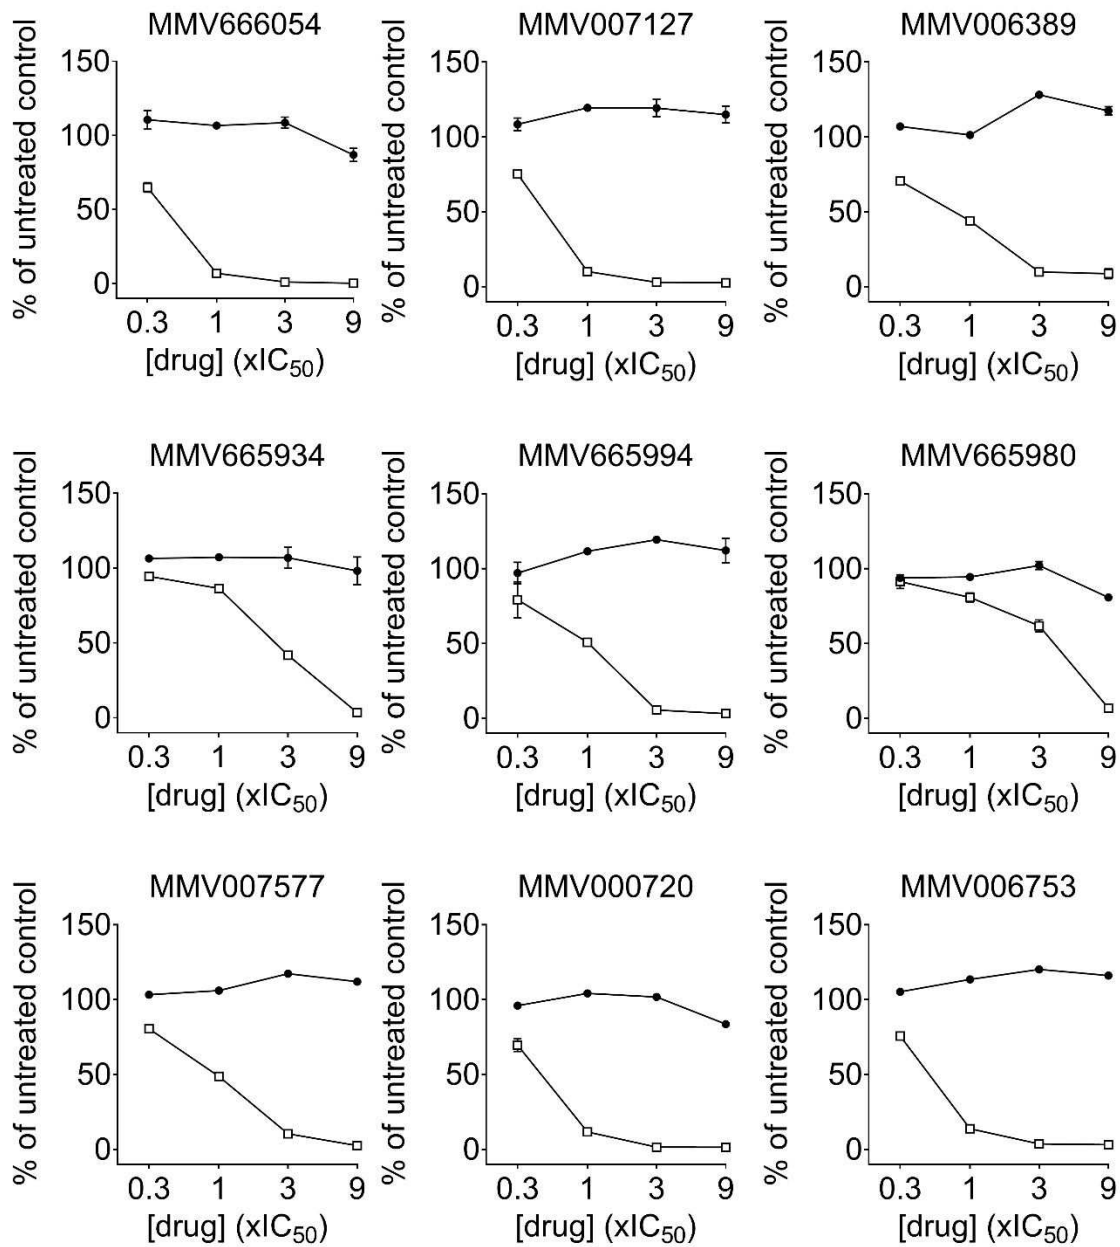 MMV666054
MMV007127
MMV006389
% of untreated control
150
100
50
0
0.3 1 3 9
[drug] (xIC50)
% of untreated control
150
100
50
0
0.3 1 3 9
[drug] (xIC50)
% of untreated control
150
100
50
0
0.3 1 3 9
[drug] (xIC50)
MMV665934
MMV665994
MMV665980
% of untreated control
150
100
50
0
0.3 1 3 9
[drug] (xIC50)
% of untreated control
150
100
50
0
0.3 1 3 9
[drug] (xIC50)
% of untreated control
150
100
50
0
0.3 1 3 9
[drug] (xIC50)
MMV007577
MMV000720
MMV006753
% of untreated control
150
100
50
0
0.3 1 3 9
[drug] (xIC50)
% of untreated control
150
100
50
0
0.3 1 3 9
[drug] (xIC50)
% of untreated control
150
100
50
0
0.3 1 3 9
[drug] (xIC50)